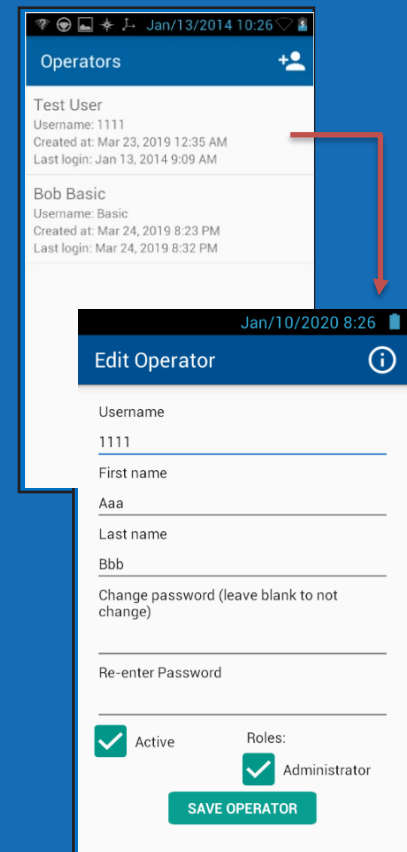 Jan/13/2014 10:26
Operators
Test User
Username: 1111
Created at: Mar 23, 2019 12:35 AM
Last login: Jan 13, 2014 9:09 AM
Bob Basic
Username: Basic
Created at: Mar 24, 2019 8:23 PM
Last login: Mar 24, 2019 8:32 PM
Jan/10/2020 8:26
Edit Operator
Username
1111
First name
Aaa
Last name
Bbb
Change password (leave blank to not
change)
Re-enter Password
Active
Roles:
Administrator
SAVE OPERATOR